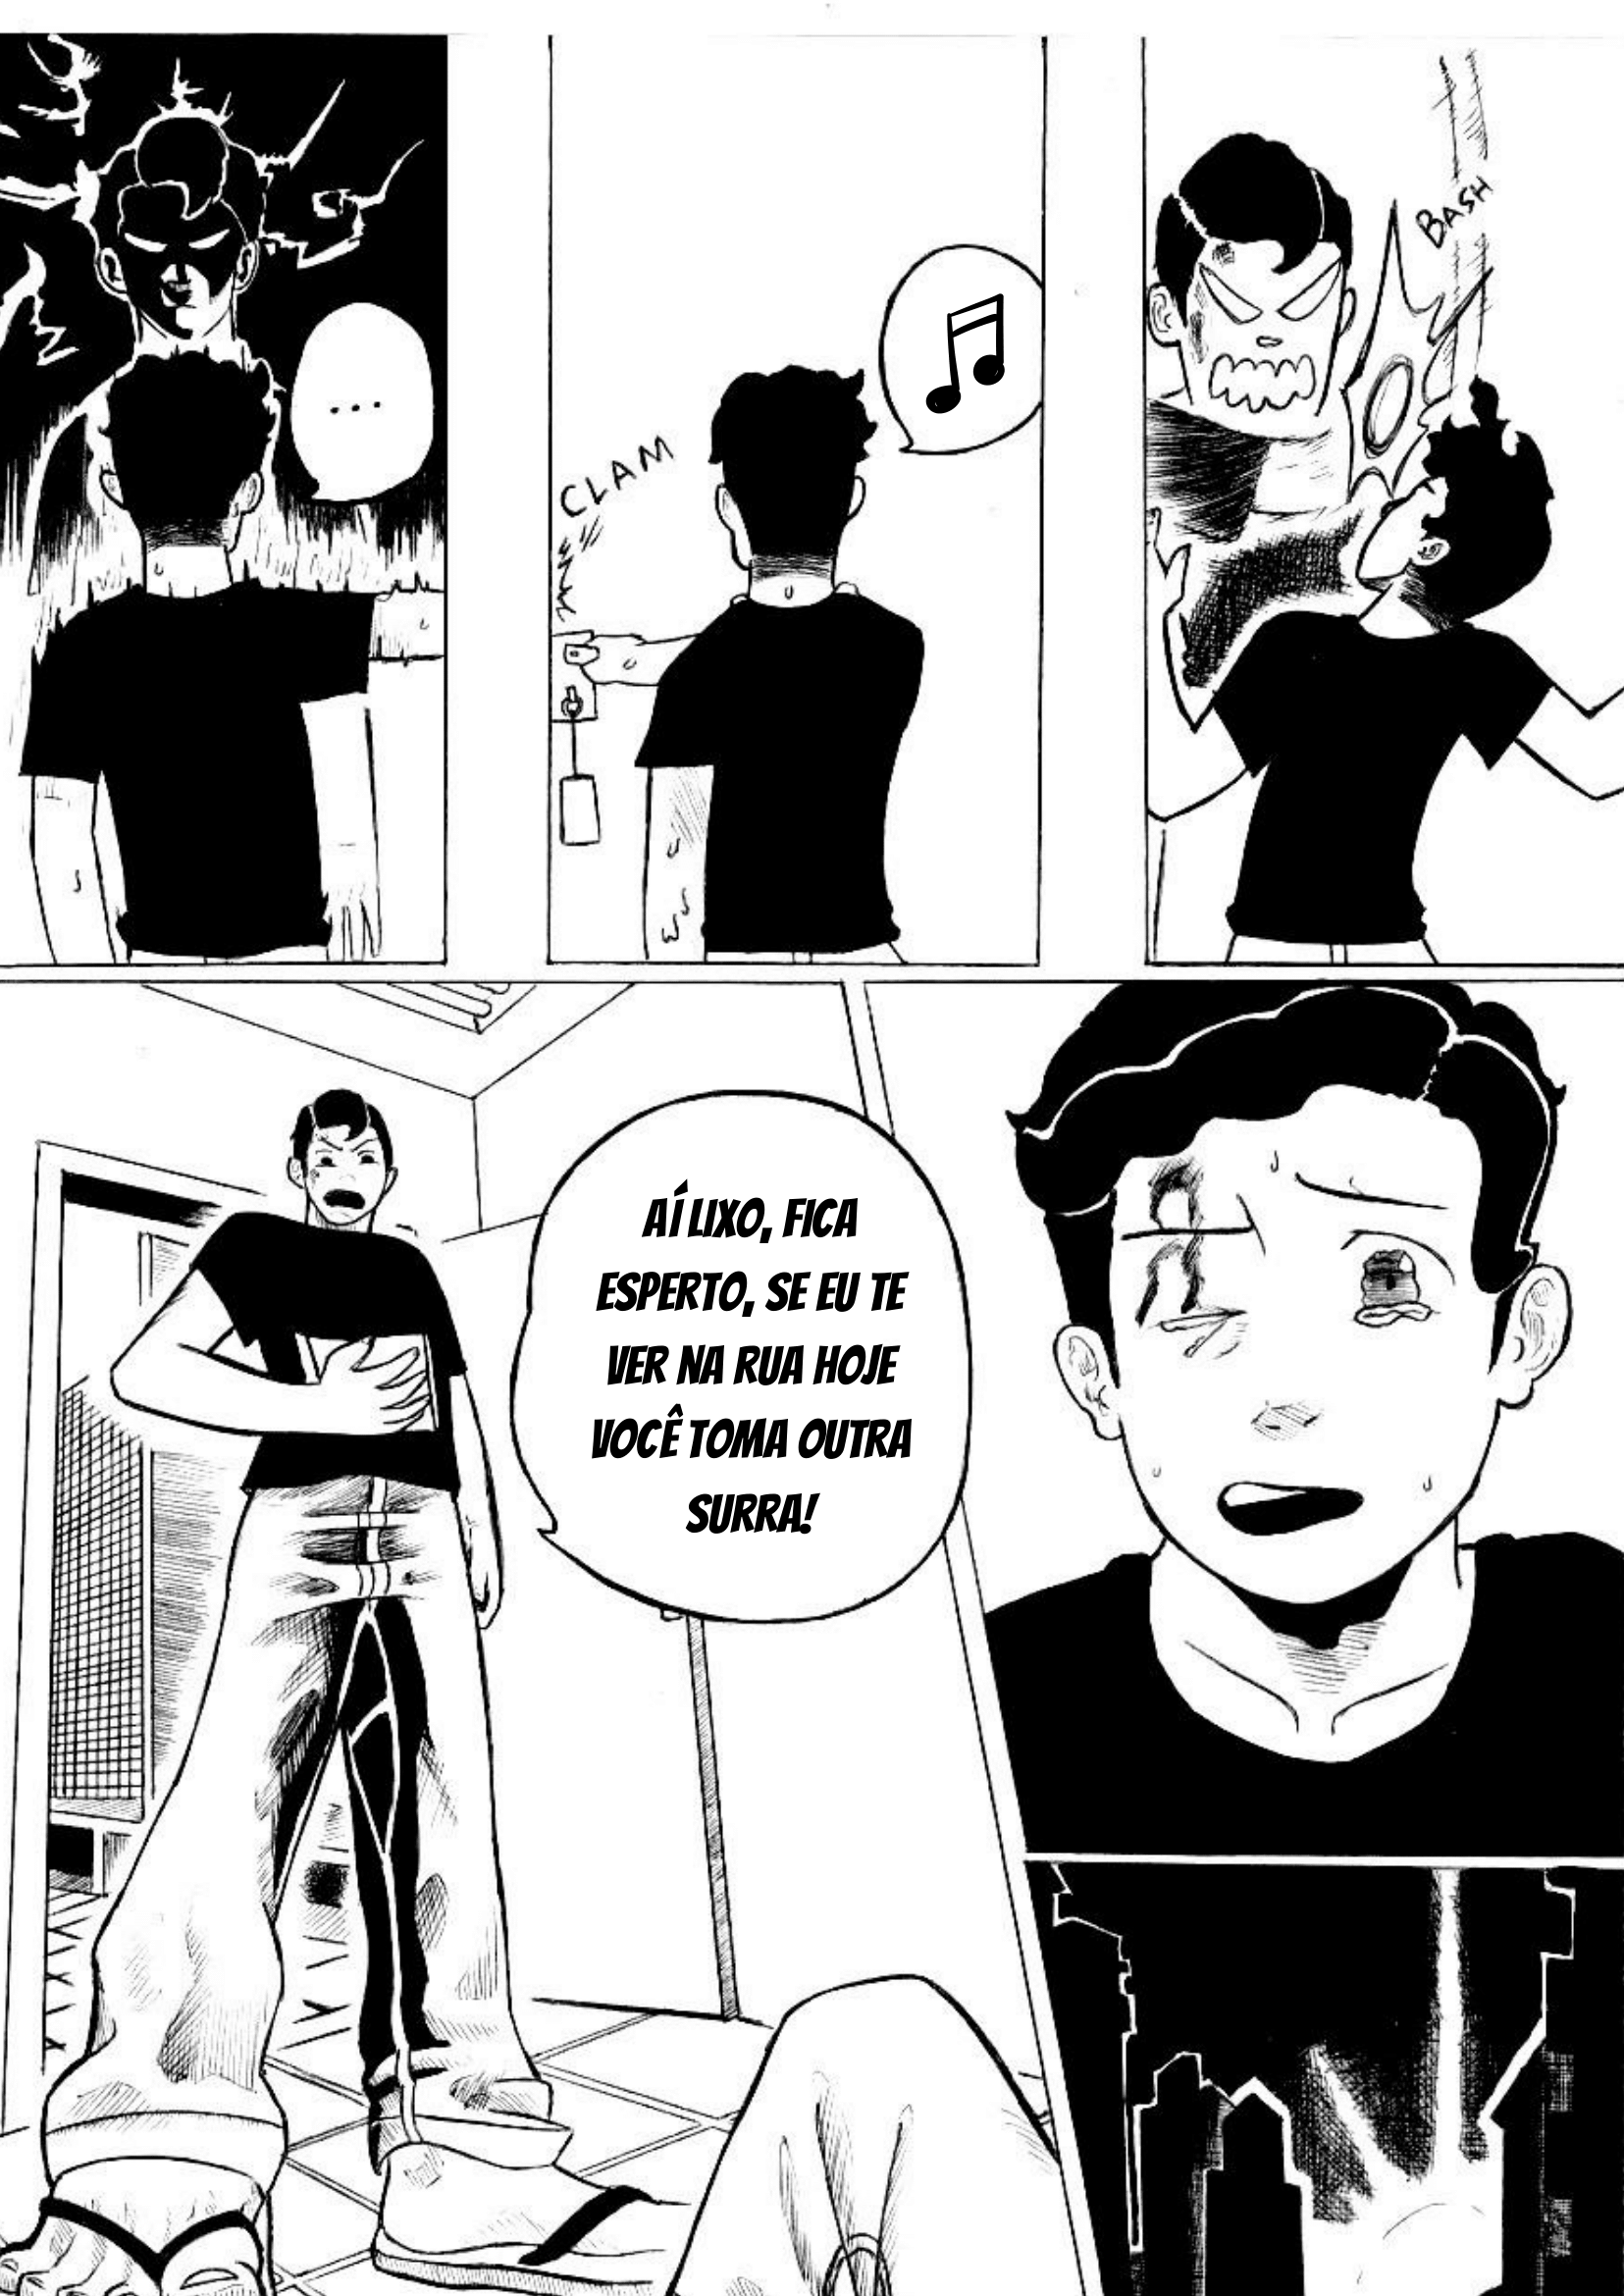 ...
CLAM
BASH
AÍ LIXO, FICA
ESPERTO, SE EU TE
VER NA RUA HOJE
VOCÊ TOMA OUTRA
SURRA!